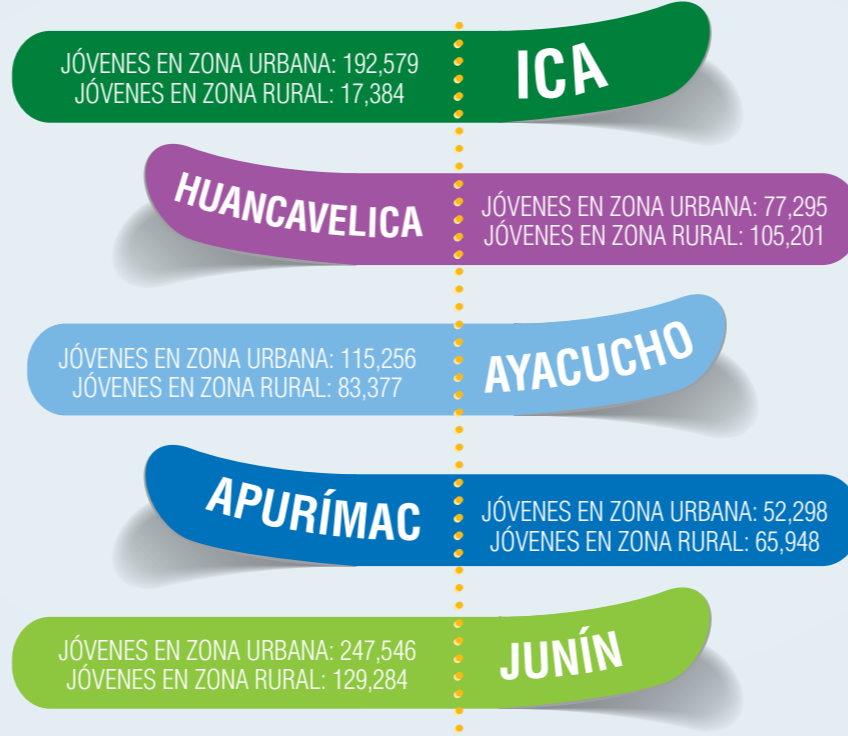 JÓVENES EN ZONA URBANA: 192,579
JÓVENES EN ZONA RURAL: 17,384
ICA
HUANCAVELICA
JÓVENES EN ZONA URBANA: 77,295
JÓVENES EN ZONA RURAL: 105,201
JÓVENES EN ZONA URBANA: 115,256
JÓVENES EN ZONA RURAL: 83,377
AYACUCHO
APURÍMAC
JÓVENES EN ZONA URBANA: 52,298
JÓVENES EN ZONA RURAL: 65,948
JÓVENES EN ZONA URBANA: 247,546
JÓVENES EN ZONA RURAL: 129,284
JUNÍN